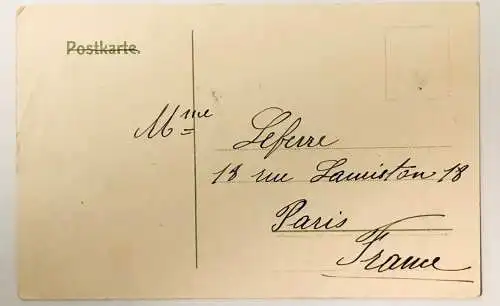 Postkarte.
Mme Lefevre
18 rue Lauriston 18
Paris
France